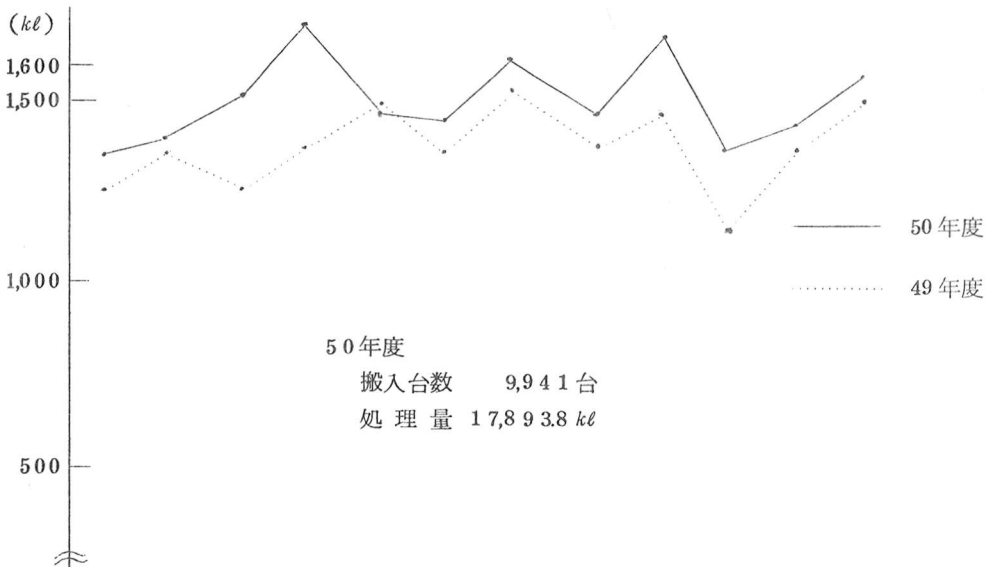 (kℓ)
1,600
1,500
50年度
1,000
49年度
50年度
搬入台数 9,941台
処理量 17,893.8 kℓ
500